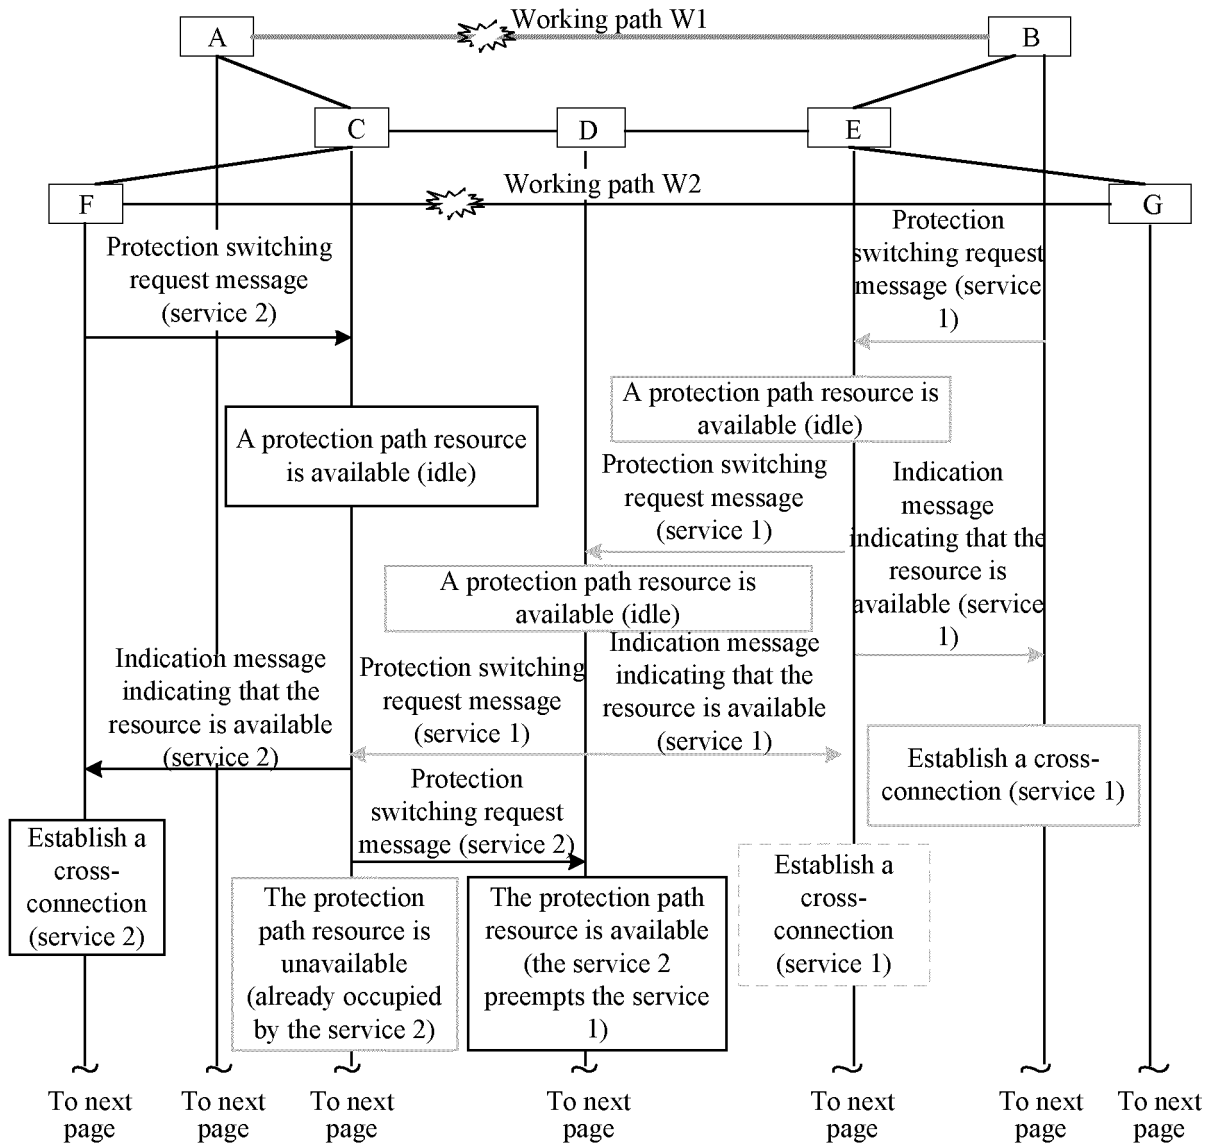 Working path W1
A
B
C
D
E
Working path W2
F
G
Protection switching
request message
(service 2)
Protection
switching request
message (service
1)
A protection path resource is
available (idle)
A protection path resource
is available (idle)
Protection switching
request message
(service 1)
Indication
message
indicating that the
resource is
available (service
1)
A protection path resource is
available (idle)
Indication message
indicating that the
resource is available
(service 2)
Protection switching
request message
(service 1)
Indication message
indicating that the
resource is available
(service 1)
Establish a cross-
connection (service 1)
Protection
switching request
message (service 2)
Establish a
cross-
connection
(service 2)
Establish a
cross-
connection
(service 1)
The protection
path resource is
unavailable
(already occupied
by the service 2)
The protection path
resource is available
(the service 2
preempts the service
1)
To next
page
To next
page
To next
page
To next
page
To next
page
To next
page
To next
page